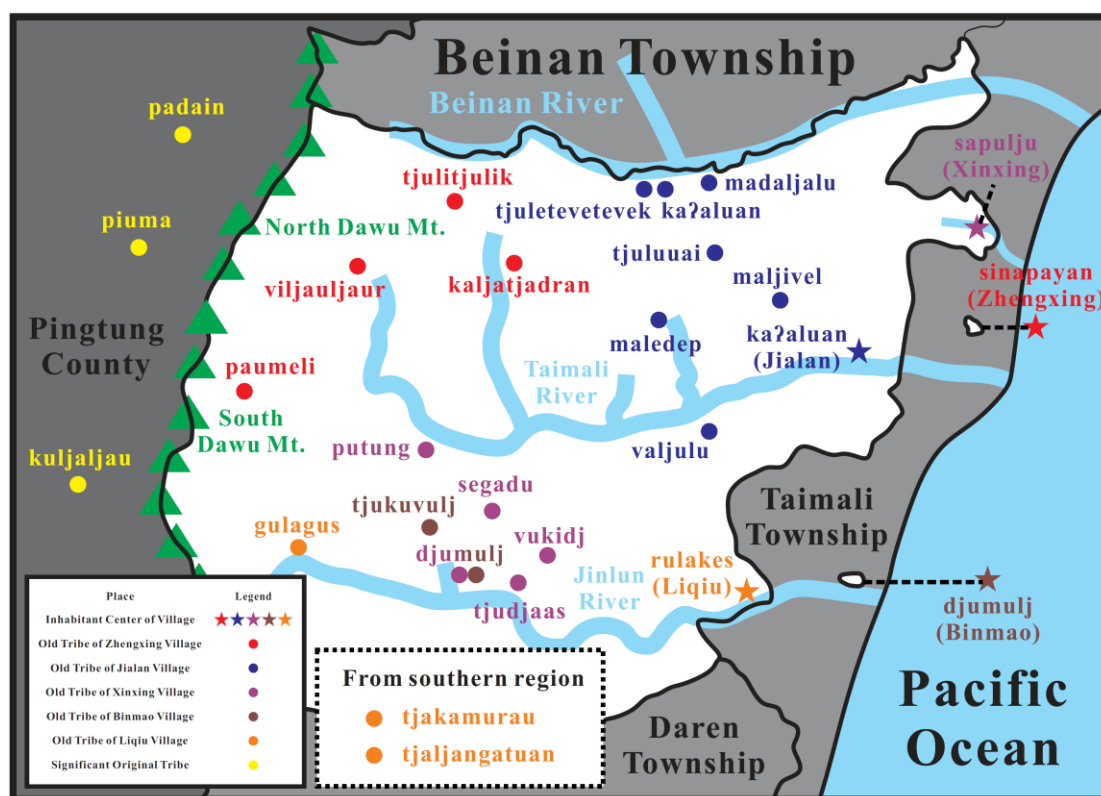 Beinan Township
Beinan River
padain
sapulju
(Xinxing)
tjulitjulik
madaljalu
tjuletevetevek kaʔaluan
piuma
North Dawu Mt.
tjuluuai
viljauljaur
kaljatjadran
maljivel
sinapayan
(Zhengxing)
Pingtung
County
maledep
kaʔaluan
(Jialan)
paumeli
Taimali
River
South
Dawu Mt.
putung
valjulu
kuljaljau
segadu
tjukuvulj
Taimali
Township
gulagus
vukidj
djumulj
rulakes
(Liqiu)
Jinlun
River
tjudjaas
djumulj
(Binmao)
Place Legend
Inhabitant Center of Village
Old Tribe of Zhengxing Village
Old Tribe of Jialan Village
Old Tribe of Xinxing Village
Old Tribe of Binmao Village
Old Tribe of Liqiu Village
Significant Original Tribe
From southern region
tjakamurau
tjaljangatuan
Daren
Township
Pacific
Ocean